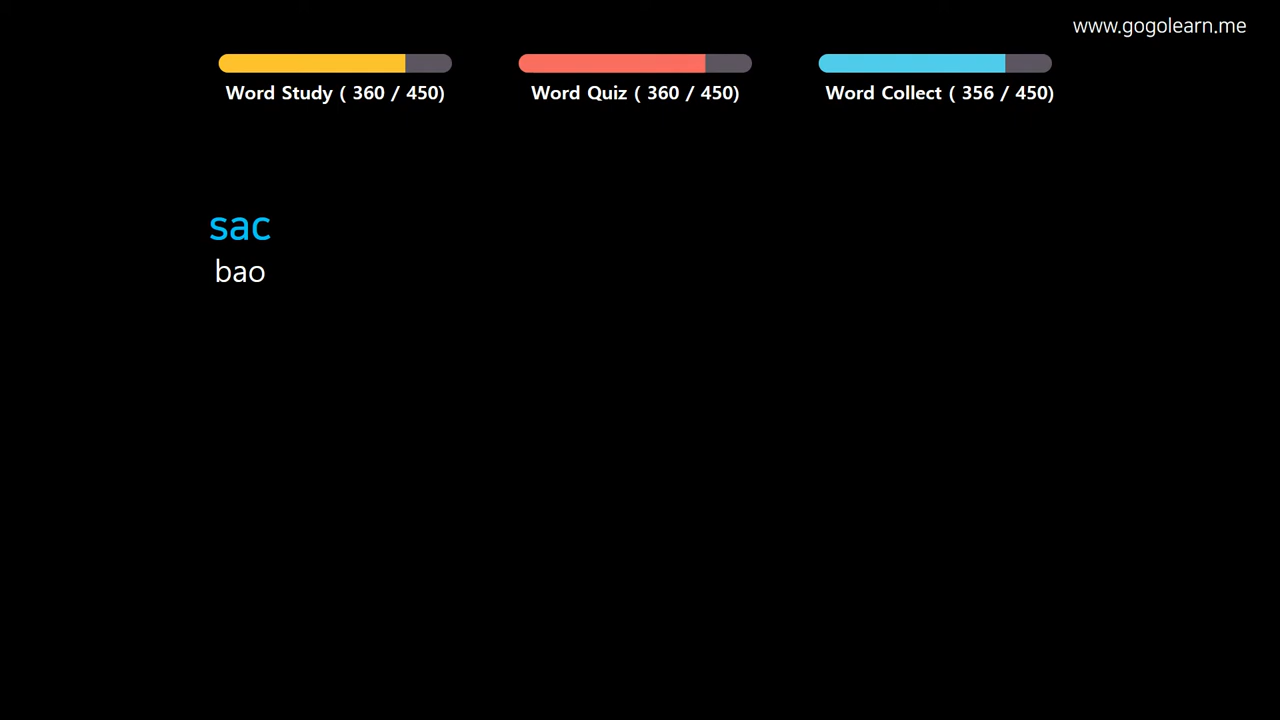 www.gogolearn.me
Word Study ( 360 / 450)
Word Quiz ( 360 / 450)
Word Collect ( 356 / 450)
sac
bao